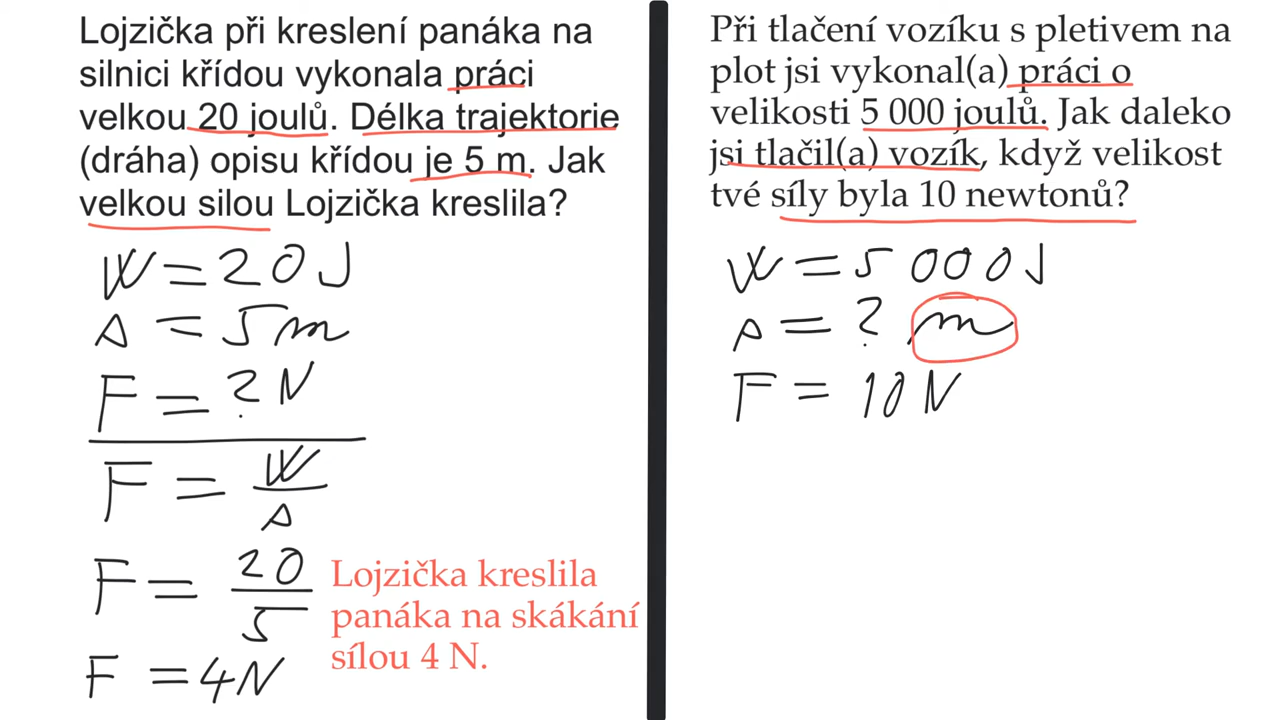 Lojzička při kreslení panáka na
silnici křídou vykonala práci
velkou 20 joulů. Délka trajektorie
(dráha) opisu křídou je 5 m. Jak
velkou silou Lojzička kreslila?
W = 20 J
s = 5 m
F = ? N
F = W/s
F = 20/5
F = 4 N
Lojzička kreslila
panáka na skákání
sílou 4 N.
Při tlačení vozíku s pletivem na
plot jsi vykonal(a) práci o
velikosti 5 000 joulů. Jak daleko
jsi tlačil(a) vozík, když velikost
tvé síly byla 10 newtonů?
W = 5 000 J
s = ? m
F = 10 N